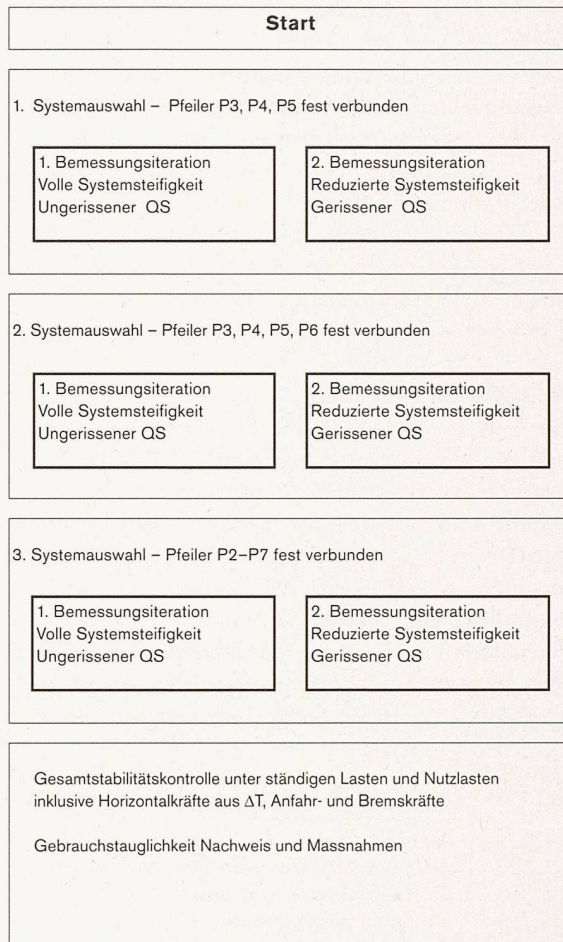 Start
1. Systemauswahl – Pfeiler P3, P4, P5 fest verbunden
1. Bemessungsiteration
Volle Systemsteifigkeit
Ungerissener QS
2. Bemessungsiteration
Reduzierte Systemsteifigkeit
Gerissener QS
2. Systemauswahl – Pfeiler P3, P4, P5, P6 fest verbunden
1. Bemessungsiteration
Volle Systemsteifigkeit
Ungerissener QS
2. Bemessungsiteration
Reduzierte Systemsteifigkeit
Gerissener QS
3. Systemauswahl – Pfeiler P2–P7 fest verbunden
1. Bemessungsiteration
Volle Systemsteifigkeit
Ungerissener QS
2. Bemessungsiteration
Reduzierte Systemsteifigkeit
Gerissener QS
Gesamtstabilitätskontrolle unter ständigen Lasten und Nutzlasten
inklusive Horizontalkräfte aus ΔT, Anfahr- und Bremskräfte
Gebrauchstauglichkeit Nachweis und Massnahmen